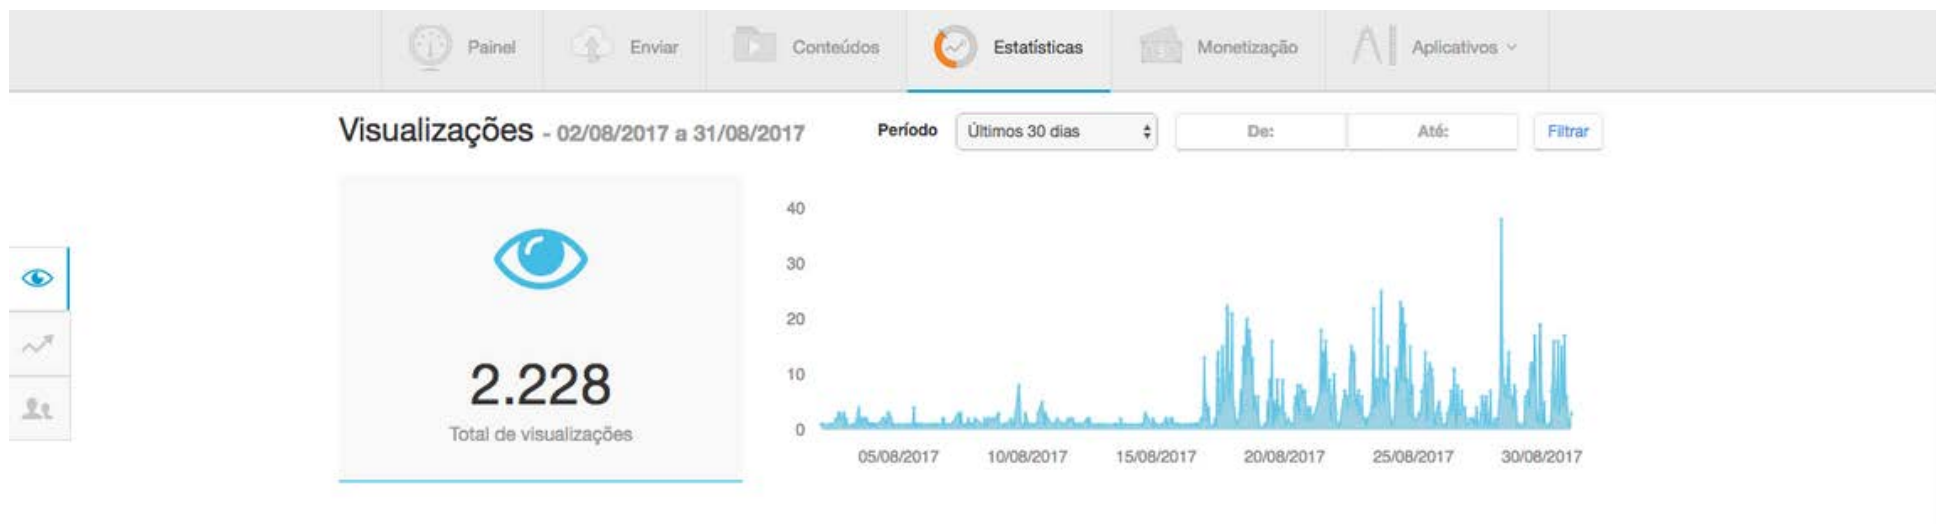 Painel Enviar Conteúdos Estatísticas Monetização Aplicativos
Visualizações - 02/08/2017 a 31/08/2017 Período Últimos 30 dias De: Até: Filtrar
40
30
20
10
0
2.228
Total de visualizações
05/08/2017 10/08/2017 15/08/2017 20/08/2017 25/08/2017 30/08/2017